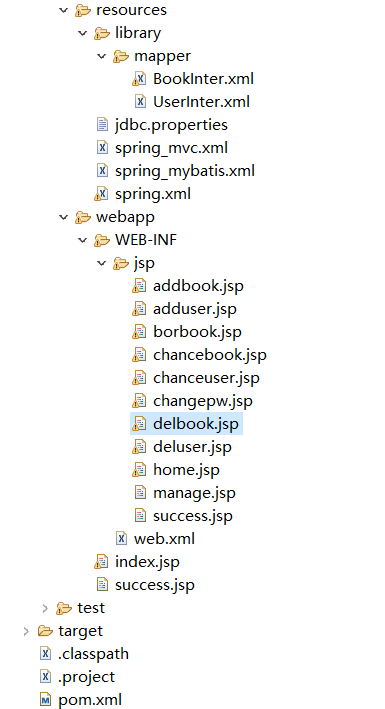 resources
library
mapper
BookInter.xml
UserInter.xml
jdbc.properties
spring_mvc.xml
spring_mybatis.xml
spring.xml
webapp
WEB-INF
jsp
addbook.jsp
adduser.jsp
borbook.jsp
chancebook.jsp
chanceuser.jsp
changepw.jsp
delbook.jsp
deluser.jsp
home.jsp
manage.jsp
success.jsp
web.xml
index.jsp
success.jsp
test
target
.classpath
.project
pom.xml